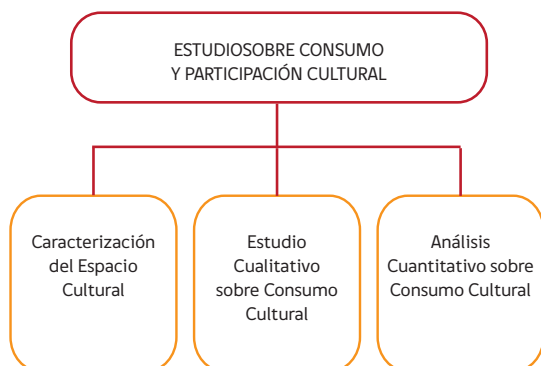 ESTUDIOSOBRE CONSUMO
Y PARTICIPACIÓN CULTURAL
Caracterización
del Espacio
Cultural
Estudio
Cualitativo
sobre Consumo
Cultural
Análisis
Cuantitativo sobre
Consumo Cultural